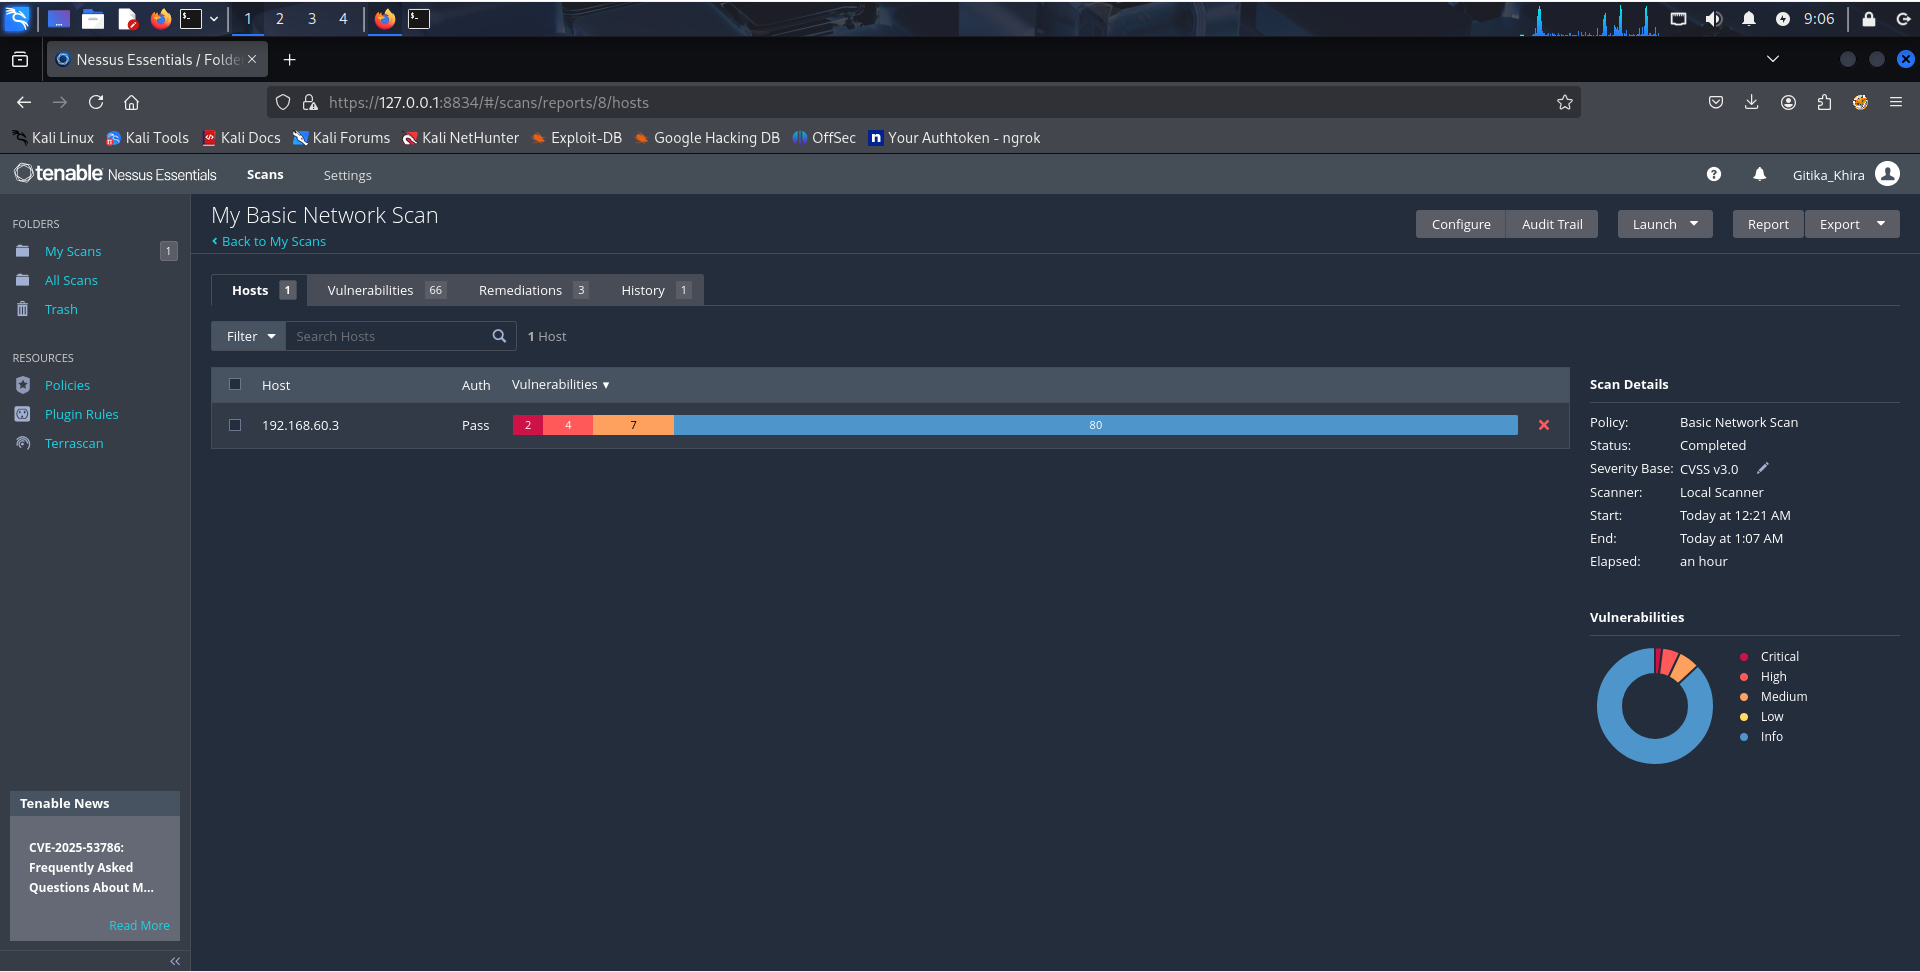 1 2 3 4 9:06
Nessus Essentials / Folde
https://127.0.0.1:8834/#/scans/reports/8/hosts
Kali Linux Kali Tools Kali Docs Kali Forums Kali NetHunter Exploit-DB Google Hacking DB OffSec n Your Authtoken - ngrok
tenable Nessus Essentials Scans Settings Gitika_Khira
FOLDERS
My Scans 1
All Scans
Trash
RESOURCES
Policies
Plugin Rules
Terrascan
Tenable News
CVE-2025-53786:
Frequently Asked
Questions About M...
Read More
My Basic Network Scan
Back to My Scans
Configure Audit Trail Launch Report Export
Hosts 1 Vulnerabilities 66 Remediations 3 History 1
Filter Search Hosts 1 Host
Host Auth Vulnerabilities
192.168.60.3 Pass 2 4 7 80
Scan Details
Policy: Basic Network Scan
Status: Completed
Severity Base: CVSS v3.0
Scanner: Local Scanner
Start: Today at 12:21 AM
End: Today at 1:07 AM
Elapsed: an hour
Vulnerabilities
Critical
High
Medium
Low
Info